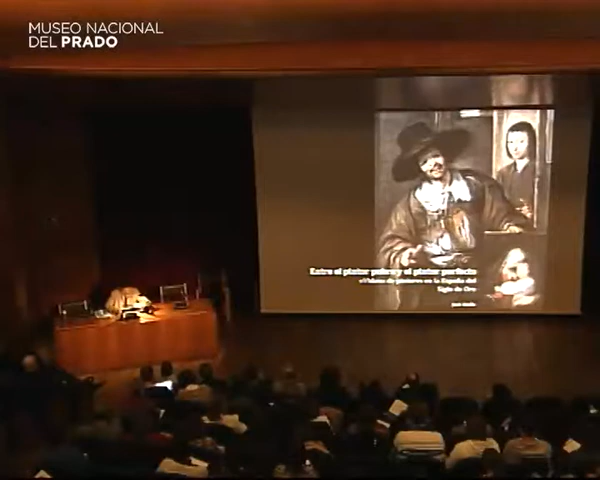 MUSEO NACIONAL
DEL PRADO
Entre el pintor pobre y el pintor perfecto
de pintores en la España del
Siglo de Oro